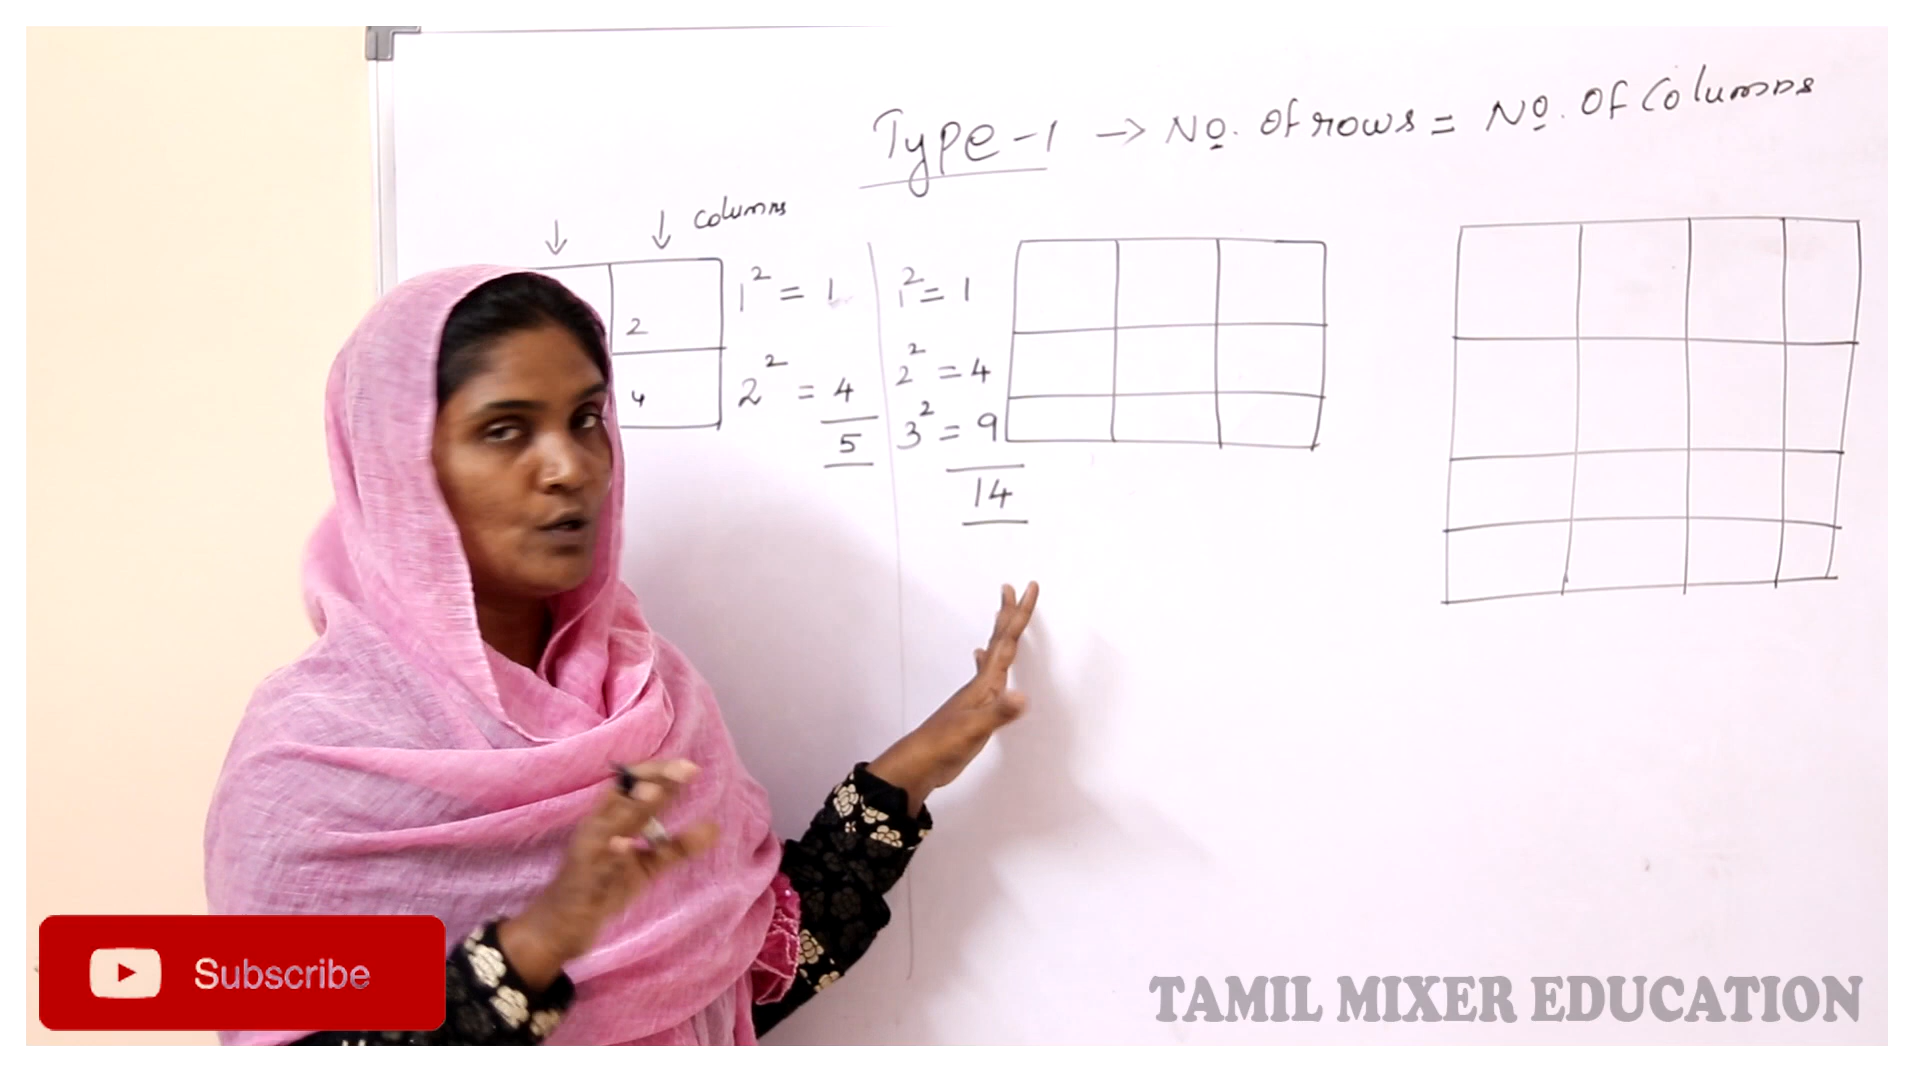 Type-1 → No. Of rows = No. Of Columns
↓ ↓ columns
2
4
1² = 1
2² = 4
5
1² = 1
2² = 4
3² = 9
14
Subscribe
TAMIL MIXER EDUCATION